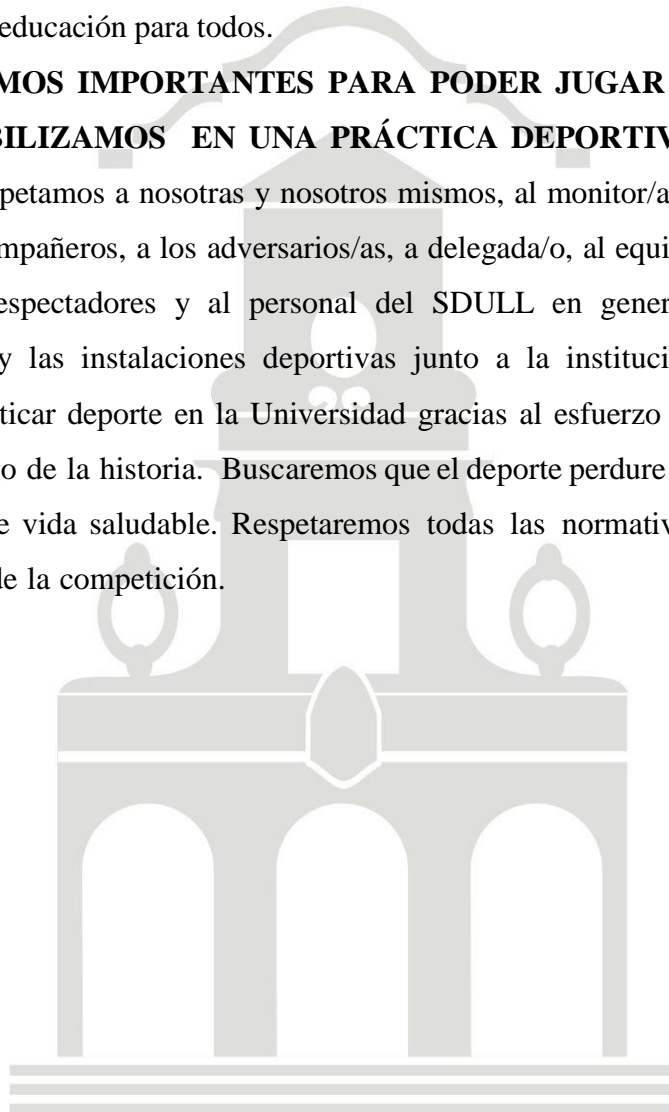 educación para todos.
MOS IMPORTANTES PARA PODER JUGAR
BILIZAMOS EN UNA PRÁCTICA DEPORTIV
petamos a nosotras y nosotros mismos, al monitor/a
mpañeros, a los adversarios/as, a delegada/o, al equi
espectadores y al personal del SDULL en gener
y las instalaciones deportivas junto a la instituci
ticar deporte en la Universidad gracias al esfuerzo
o de la historia. Buscaremos que el deporte perdure
e vida saludable. Respetaremos todas las normativ
de la competición.